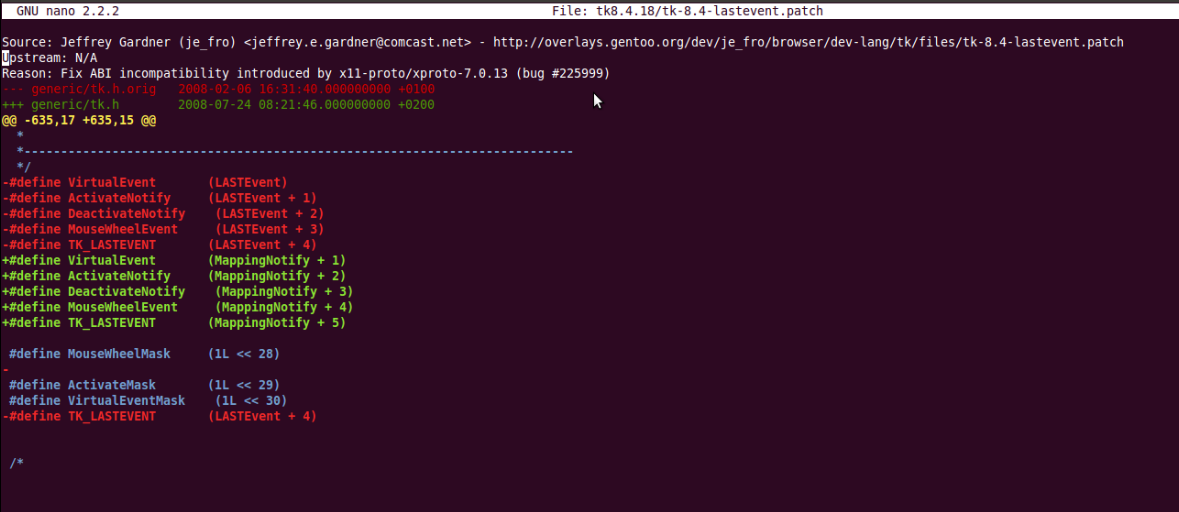 GNU nano 2.2.2 File: tk8.4.18/tk-8.4-lastevent.patch
Source: Jeffrey Gardner (je_fro) <jeffrey.e.gardner@comcast.net> - http://overlays.gentoo.org/dev/je_fro/browser/dev-lang/tk/files/tk-8.4-lastevent.patch
Upstream: N/A
Reason: Fix ABI incompatibility introduced by x11-proto/xproto-7.0.13 (bug #225999)
--- generic/tk.h.orig   2008-02-06 16:31:40.000000000 +0100
+++ generic/tk.h        2008-07-24 08:21:46.000000000 +0200
@@ -635,17 +635,15 @@
  *
  *---------------------------------------------------------------------------
  */
-#define VirtualEvent       (LASTEvent)
-#define ActivateNotify     (LASTEvent + 1)
-#define DeactivateNotify    (LASTEvent + 2)
-#define MouseWheelEvent     (LASTEvent + 3)
-#define TK_LASTEVENT       (LASTEvent + 4)
+#define VirtualEvent       (MappingNotify + 1)
+#define ActivateNotify     (MappingNotify + 2)
+#define DeactivateNotify    (MappingNotify + 3)
+#define MouseWheelEvent     (MappingNotify + 4)
+#define TK_LASTEVENT       (MappingNotify + 5)
 #define MouseWheelMask     (1L << 28)
-
 #define ActivateMask       (1L << 29)
 #define VirtualEventMask    (1L << 30)
-#define TK_LASTEVENT       (LASTEvent + 4)
 /*